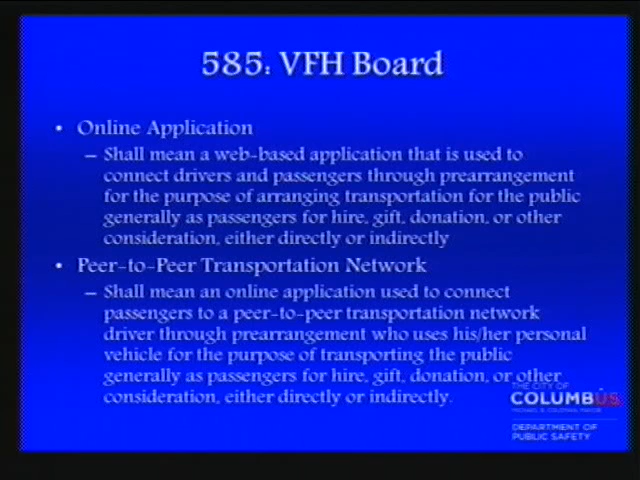 585: VFH Board
• Online Application
– Shall mean a web-based application that is used to
connect drivers and passengers through prearrangement
for the purpose of arranging transportation for the public
generally as passengers for hire, gift, donation, or other
consideration, either directly or indirectly
• Peer-to-Peer Transportation Network
– Shall mean an online application used to connect
passengers to a peer-to-peer transportation network
driver through prearrangement who uses his/her personal
vehicle for the purpose of transporting the public
generally as passengers for hire, gift, donation, or other
consideration, either directly or indirectly.
THE CITY OF
COLUMBUS
MICHAEL B. COLEMAN, MAYOR
DEPARTMENT OF
PUBLIC SAFETY